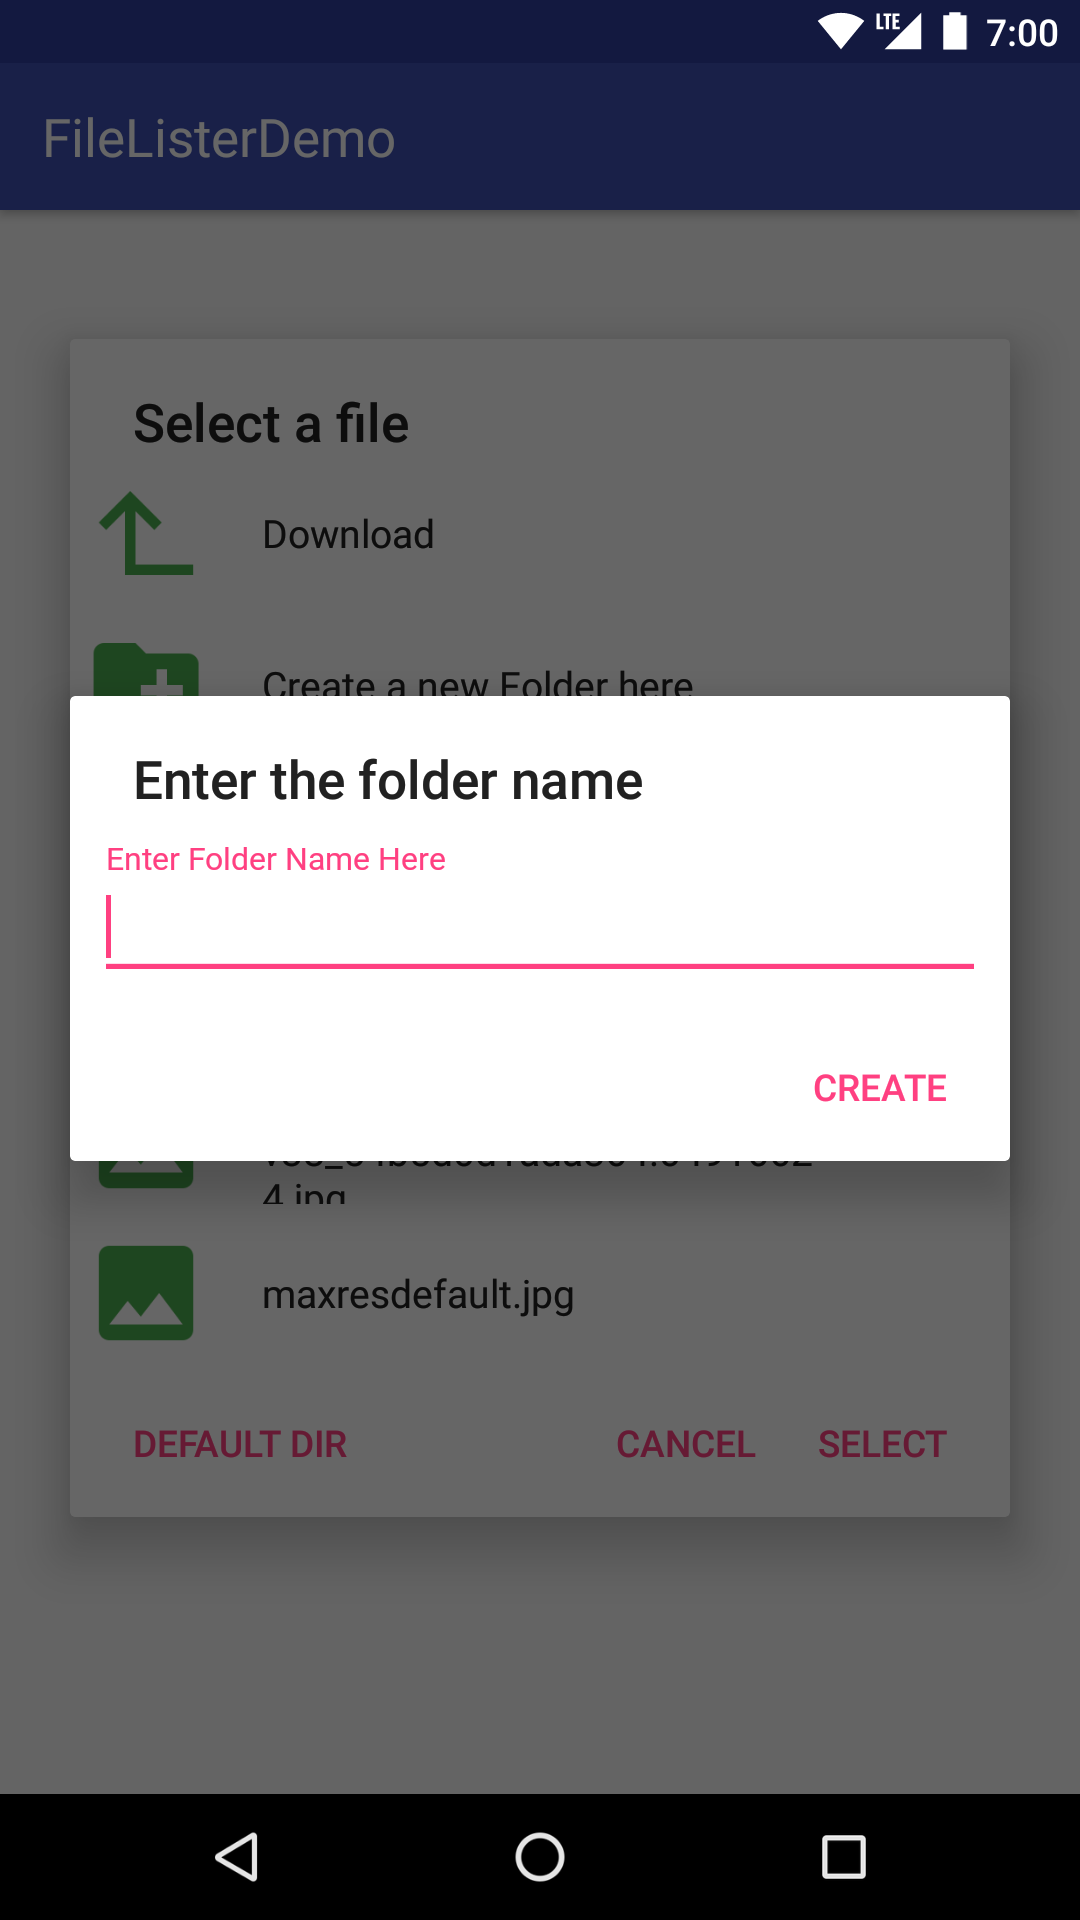 LTE 7:00
FileListerDemo
Select a file
Download
Create a new Folder here
Enter the folder name
Enter Folder Name Here
CREATE
4.jpg
maxresdefault.jpg
DEFAULT DIR CANCEL SELECT